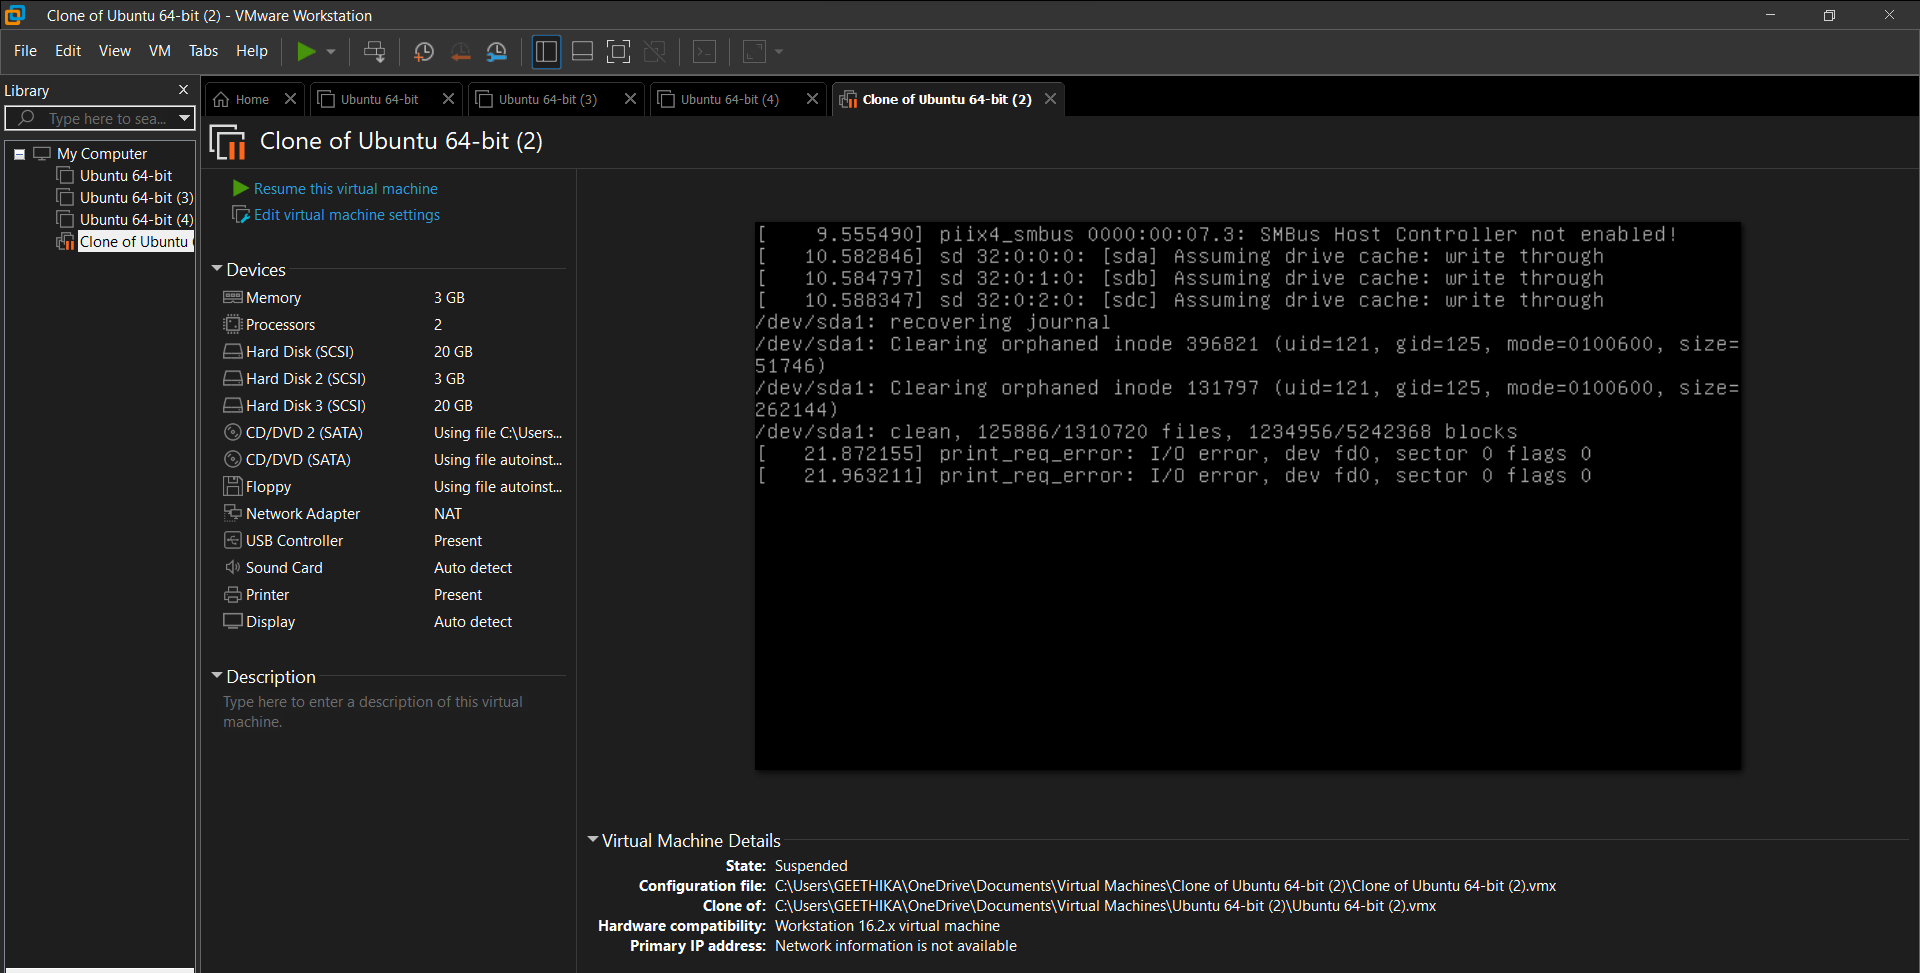 Clone of Ubuntu 64-bit (2) - VMware Workstation
File Edit View VM Tabs Help
Library
Type here to sea...
My Computer
Ubuntu 64-bit
Ubuntu 64-bit (3)
Ubuntu 64-bit (4)
Clone of Ubuntu
Home
Ubuntu 64-bit
Ubuntu 64-bit (3)
Ubuntu 64-bit (4)
Clone of Ubuntu 64-bit (2)
Clone of Ubuntu 64-bit (2)
Resume this virtual machine
Edit virtual machine settings
Devices
Memory 3 GB
Processors 2
Hard Disk (SCSI) 20 GB
Hard Disk 2 (SCSI) 3 GB
Hard Disk 3 (SCSI) 20 GB
CD/DVD 2 (SATA) Using file C:\Users...
CD/DVD (SATA) Using file autoinst...
Floppy Using file autoinst...
Network Adapter NAT
USB Controller Present
Sound Card Auto detect
Printer Present
Display Auto detect
Description
Type here to enter a description of this virtual
machine.
[    9.555490] piix4_smbus 0000:00:07.3: SMBus Host Controller not enabled!
[   10.582846] sd 32:0:0:0: [sda] Assuming drive cache: write through
[   10.584797] sd 32:0:1:0: [sdb] Assuming drive cache: write through
[   10.588347] sd 32:0:2:0: [sdc] Assuming drive cache: write through
/dev/sda1: recovering journal
/dev/sda1: Clearing orphaned inode 396821 (uid=121, gid=125, mode=0100600, size=
51746)
/dev/sda1: Clearing orphaned inode 131797 (uid=121, gid=125, mode=0100600, size=
262144)
/dev/sda1: clean, 125886/1310720 files, 1234956/5242368 blocks
[   21.872155] print_req_error: I/O error, dev fd0, sector 0 flags 0
[   21.963211] print_req_error: I/O error, dev fd0, sector 0 flags 0
Virtual Machine Details
State: Suspended
Configuration file: C:\Users\GEETHIKA\OneDrive\Documents\Virtual Machines\Clone of Ubuntu 64-bit (2)\Clone of Ubuntu 64-bit (2).vmx
Clone of: C:\Users\GEETHIKA\OneDrive\Documents\Virtual Machines\Ubuntu 64-bit (2)\Ubuntu 64-bit (2).vmx
Hardware compatibility: Workstation 16.2.x virtual machine
Primary IP address: Network information is not available